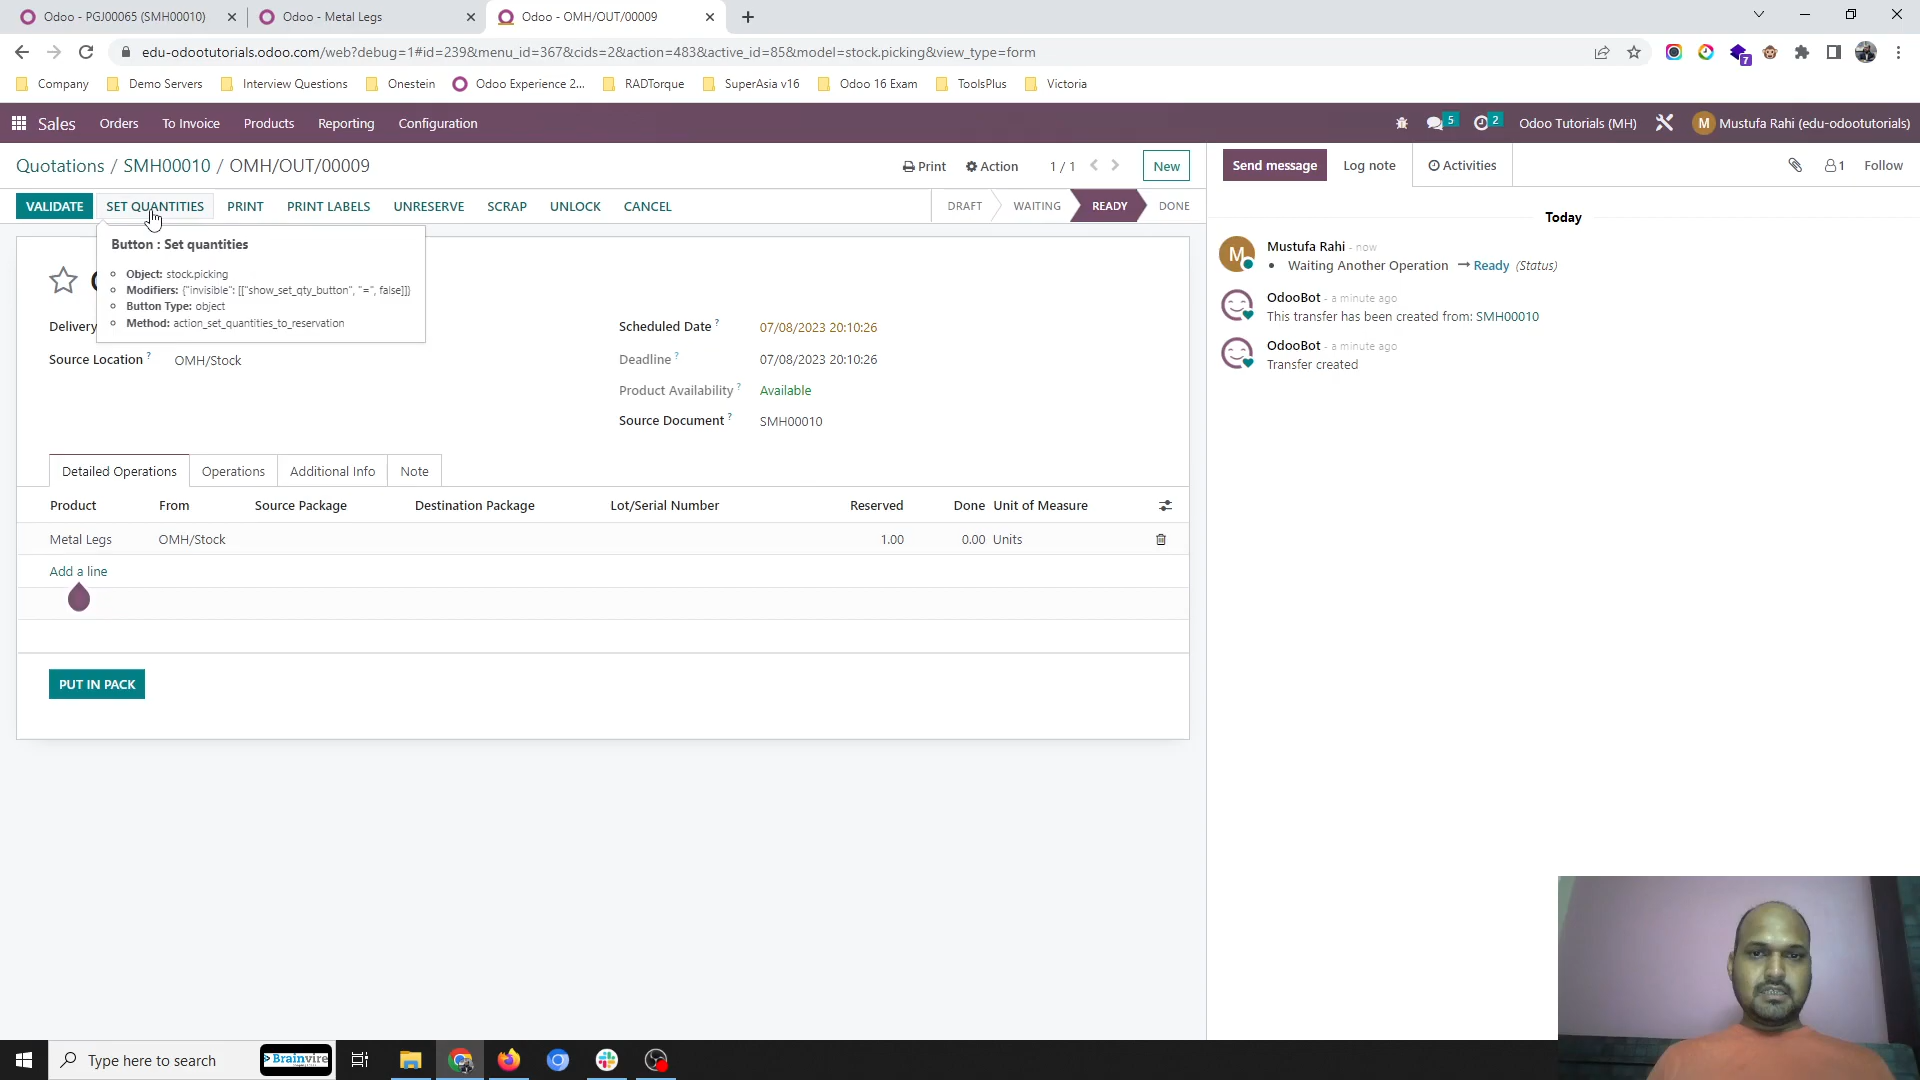 Odoo - PGJ00065 (SMH00010)
Odoo - Metal Legs
Odoo - OMH/OUT/00009
edu-odootutorials.odoo.com/web?debug=1#id=239&menu_id=367&cids=2&action=483&active_id=85&model=stock.picking&view_type=form
7
Company
Demo Servers
Interview Questions
Onestein
Odoo Experience 2...
RADTorque
SuperAsia v16
Odoo 16 Exam
ToolsPlus
Victoria
Sales
Orders
To Invoice
Products
Reporting
Configuration
5
2
Odoo Tutorials (MH)
M
Mustufa Rahi (edu-odootutorials)
Quotations / SMH00010 / OMH/OUT/00009
Print
Action
1 / 1
New
Send message
Log note
Activities
1
Follow
VALIDATE
SET QUANTITIES
PRINT
PRINT LABELS
UNRESERVE
SCRAP
UNLOCK
CANCEL
DRAFT
WAITING
READY
DONE
Button : Set quantities
Object: stock.picking
Modifiers: {"invisible": [["show_set_qty_button", "=", false]]}
Button Type: object
Method: action_set_quantities_to_reservation
Delivery
Source Location ?
OMH/Stock
Scheduled Date ?
07/08/2023 20:10:26
Deadline ?
07/08/2023 20:10:26
Product Availability ?
Available
Source Document ?
SMH00010
Detailed Operations
Operations
Additional Info
Note
Product
From
Source Package
Destination Package
Lot/Serial Number
Reserved
Done
Unit of Measure
Metal Legs
OMH/Stock
1.00
0.00
Units
Add a line
PUT IN PACK
Today
M
Mustufa Rahi - now
Waiting Another Operation → Ready (Status)
OdooBot - a minute ago
This transfer has been created from: SMH00010
OdooBot - a minute ago
Transfer created
Type here to search
Brainvire